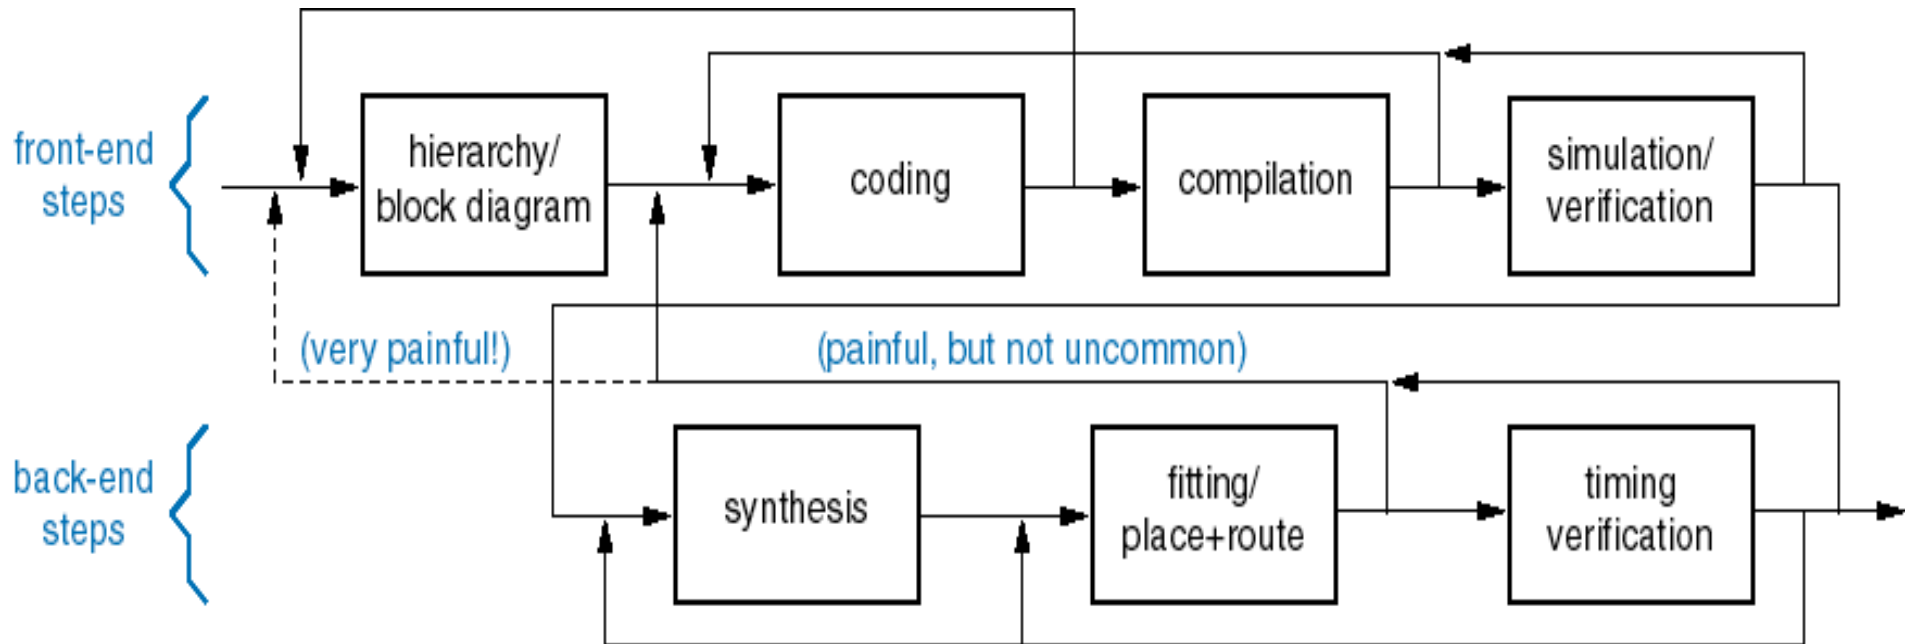 front-end
steps
hierarchy/
block diagram
coding
compilation
simulation/
verification
(very painful!)
(painful, but not uncommon)
back-end
steps
synthesis
fitting/
place+route
timing
verification